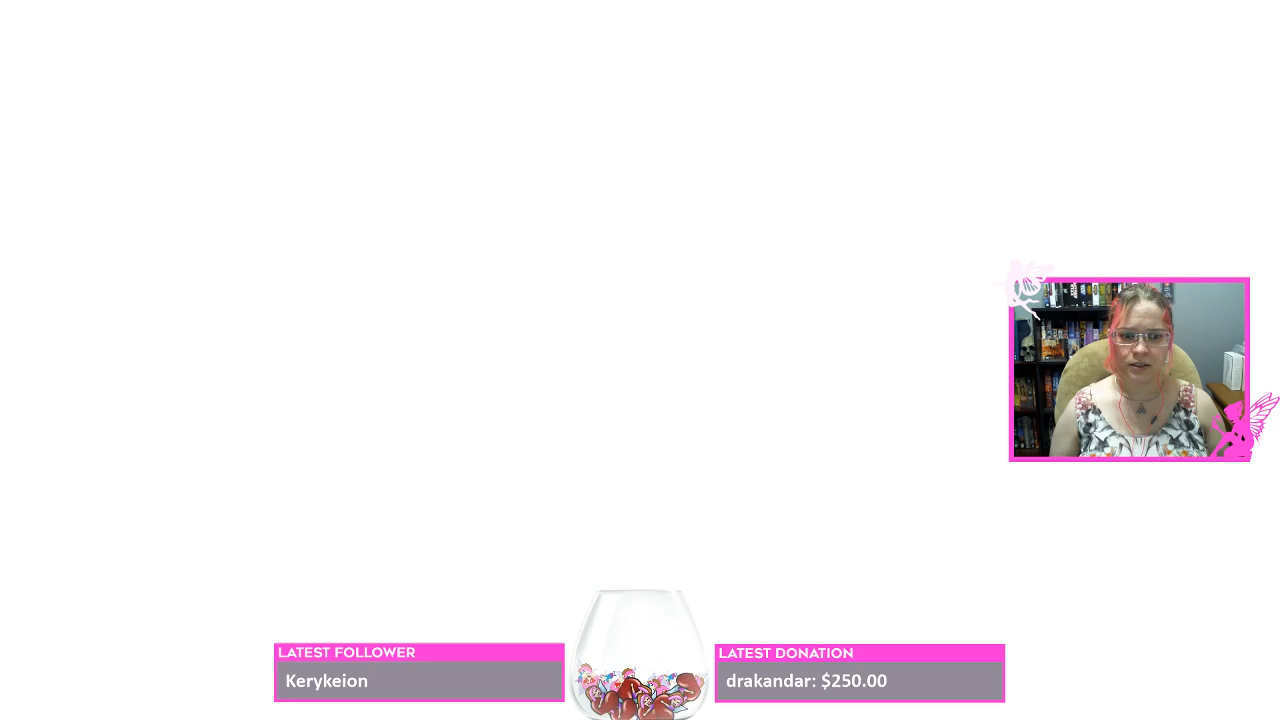 LATEST FOLLOWER
Kerykeion
LATEST DONATION
drakandar: $250.00